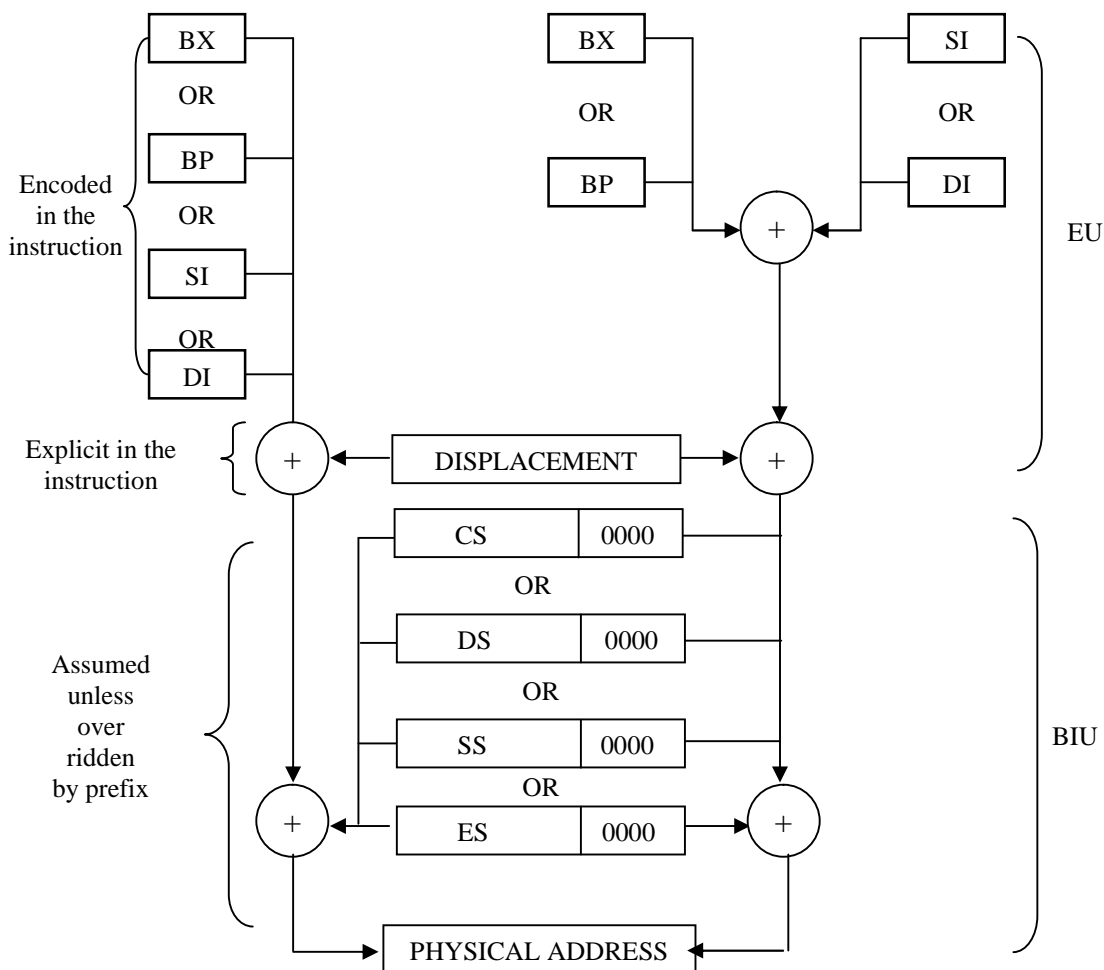 BX BX SI
OR OR OR
BP BP DI
Encoded
in the
instruction
OR
+
EU
SI
OR
DI
Explicit in the
instruction
+ DISPLACEMENT +
CS 0000
OR
DS 0000
OR
Assumed
unless
over
ridden
by prefix
SS 0000
BIU
OR
+ ES 0000 +
PHYSICAL ADDRESS